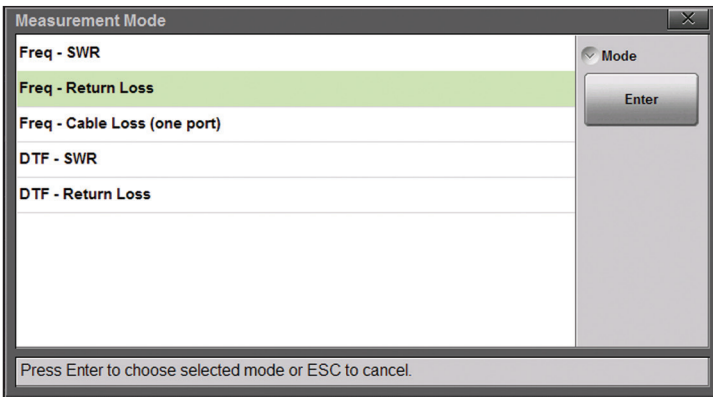 Measurement Mode
Freq - SWR
Mode
Freq - Return Loss
Enter
Freq - Cable Loss (one port)
DTF - SWR
DTF - Return Loss
Press Enter to choose selected mode or ESC to cancel.